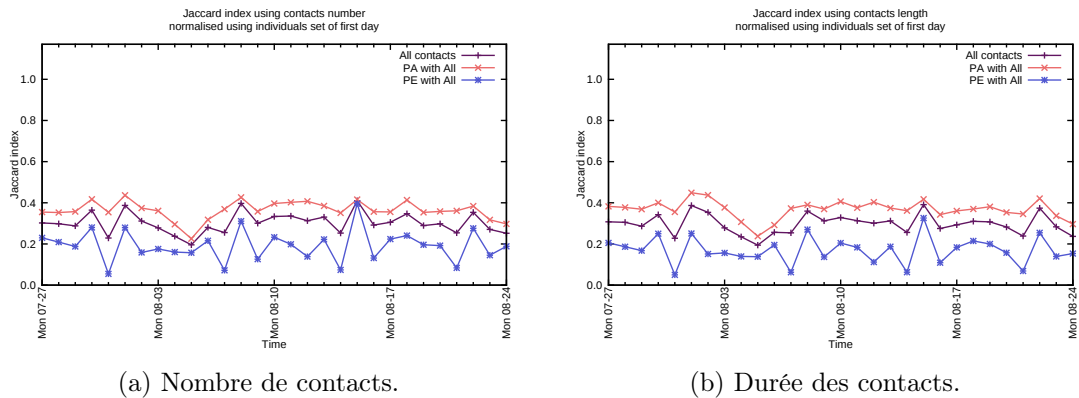 Jaccard index using contacts number
normalised using individuals set of first day
All contacts
PA with All
PE with All
1.0
0.8
0.6
0.4
0.2
0.0
Jaccard index
Mon 07-27
Mon 08-03
Mon 08-10
Mon 08-17
Mon 08-24
Time
(a) Nombre de contacts.
Jaccard index using contacts length
normalised using individuals set of first day
All contacts
PA with All
PE with All
1.0
0.8
0.6
0.4
0.2
0.0
Jaccard index
Mon 07-27
Mon 08-03
Mon 08-10
Mon 08-17
Mon 08-24
Time
(b) Durée des contacts.